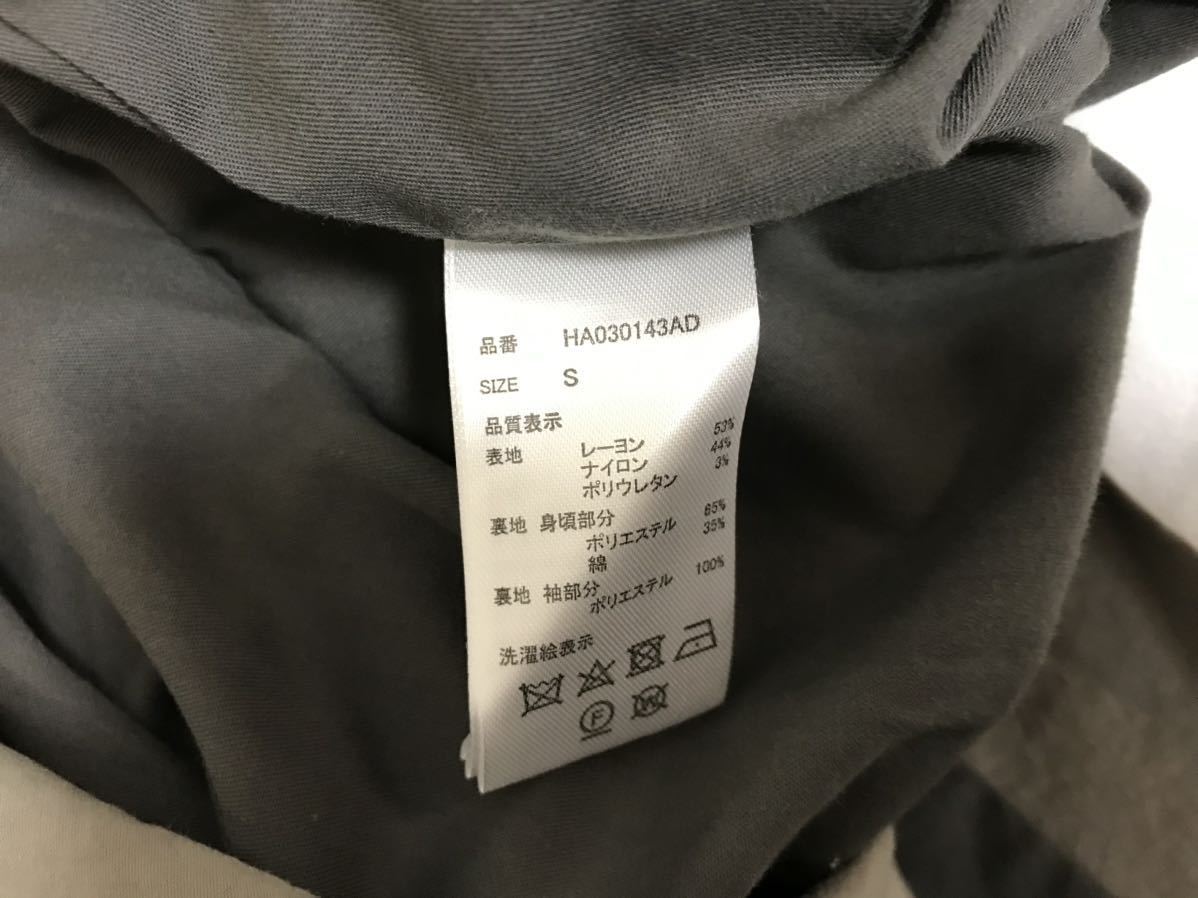 品番 HA030143AD
SIZE S
品質表示
表地 レーヨン 53%
ナイロン 44%
ポリウレタン 3%
裏地 身頃部分
ポリエステル 65%
綿 35%
裏地 袖部分
ポリエステル 100%
洗濯絵表示
F W